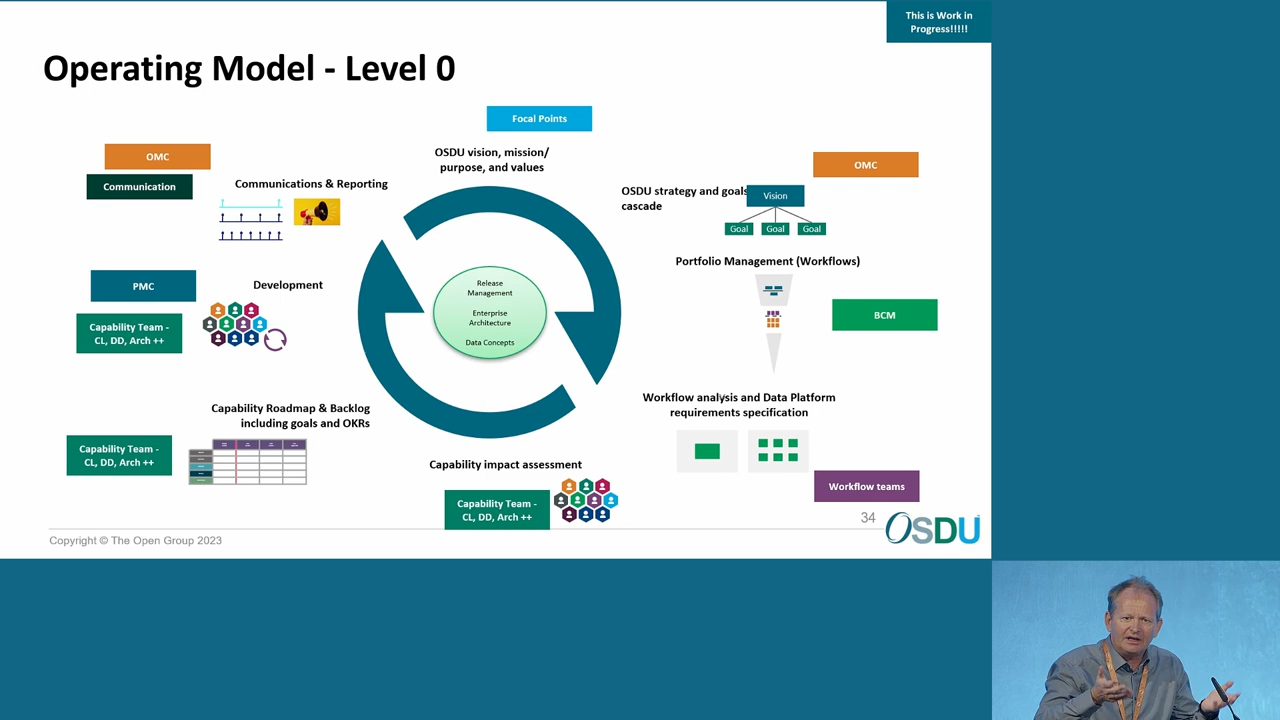 This is Work in
Progress!!!!!
Operating Model - Level 0
Focal Points
OSDU vision, mission/
purpose, and values
OMC
Communication
Communications & Reporting
OMC
OSDU strategy and goals
cascade
Vision
Goal
Goal
Goal
Portfolio Management (Workflows)
BCM
PMC
Development
Capability Team -
CL, DD, Arch ++
Release
Management
Enterprise
Architecture
Data Concepts
Workflow analysis and Data Platform
requirements specification
Workflow teams
Capability Roadmap & Backlog
including goals and OKRs
Capability Team -
CL, DD, Arch ++
Capability impact assessment
Capability Team -
CL, DD, Arch ++
34
OSDU
Copyright © The Open Group 2023